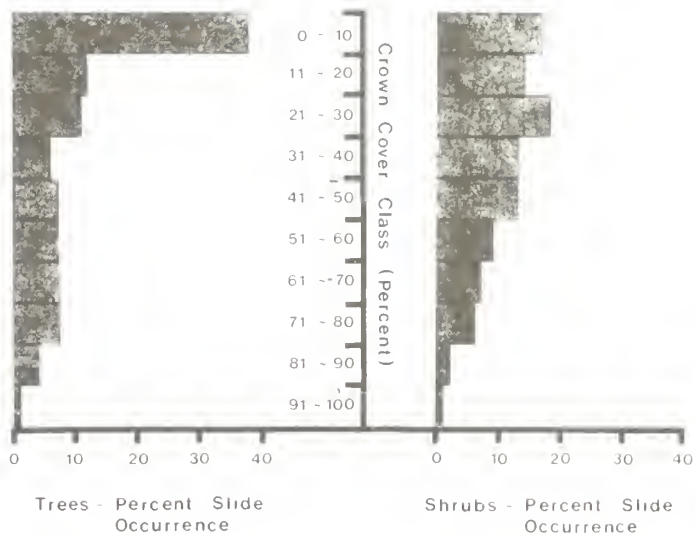 0 - 10
11 - 20
21 - 30
31 - 40
41 - 50
51 - 60
61 - 70
71 - 80
81 - 90
91 - 100
Crown Cover Class (Percent)
0 10 20 30 40
0 10 20 30 40
Trees - Percent Slide
Occurrence
Shrubs - Percent Slide
Occurrence